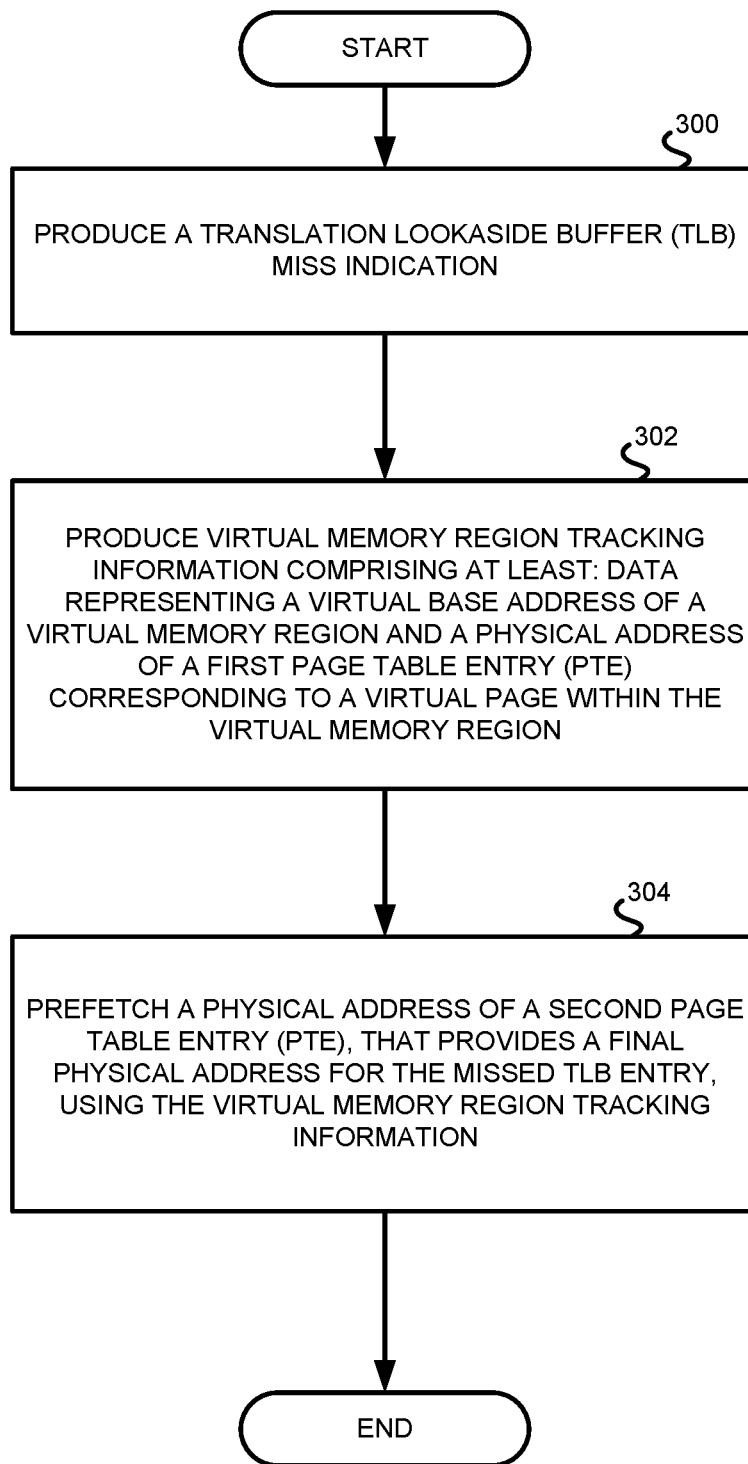 START
300
PRODUCE A TRANSLATION LOOKASIDE BUFFER (TLB)
MISS INDICATION
302
PRODUCE VIRTUAL MEMORY REGION TRACKING
INFORMATION COMPRISING AT LEAST: DATA
REPRESENTING A VIRTUAL BASE ADDRESS OF A
VIRTUAL MEMORY REGION AND A PHYSICAL ADDRESS
OF A FIRST PAGE TABLE ENTRY (PTE)
CORRESPONDING TO A VIRTUAL PAGE WITHIN THE
VIRTUAL MEMORY REGION
304
PREFETCH A PHYSICAL ADDRESS OF A SECOND PAGE
TABLE ENTRY (PTE), THAT PROVIDES A FINAL
PHYSICAL ADDRESS FOR THE MISSED TLB ENTRY,
USING THE VIRTUAL MEMORY REGION TRACKING
INFORMATION
END